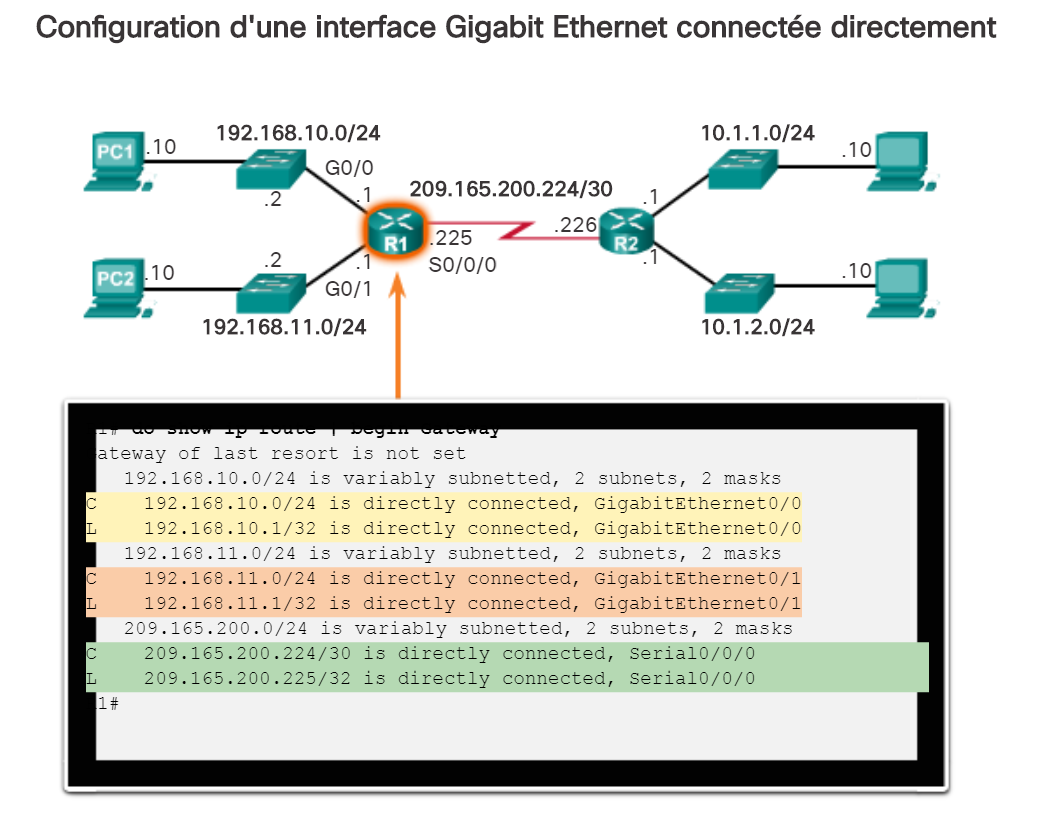 Configuration d'une interface Gigabit Ethernet connectée directement
192.168.10.0/24
10.1.1.0/24
PC1
.10
G0/0
.2
.1
209.165.200.224/30
.10
.1
R1
.225
.226
R2
S0/0/0
PC2
.10
.2
.1
G0/1
.1
.10
192.168.11.0/24
10.1.2.0/24
1# do show ip route | begin Gateway
ateway of last resort is not set
192.168.10.0/24 is variably subnetted, 2 subnets, 2 masks
C 192.168.10.0/24 is directly connected, GigabitEthernet0/0
L 192.168.10.1/32 is directly connected, GigabitEthernet0/0
192.168.11.0/24 is variably subnetted, 2 subnets, 2 masks
C 192.168.11.0/24 is directly connected, GigabitEthernet0/1
L 192.168.11.1/32 is directly connected, GigabitEthernet0/1
209.165.200.0/24 is variably subnetted, 2 subnets, 2 masks
C 209.165.200.224/30 is directly connected, Serial0/0/0
L 209.165.200.225/32 is directly connected, Serial0/0/0
1#